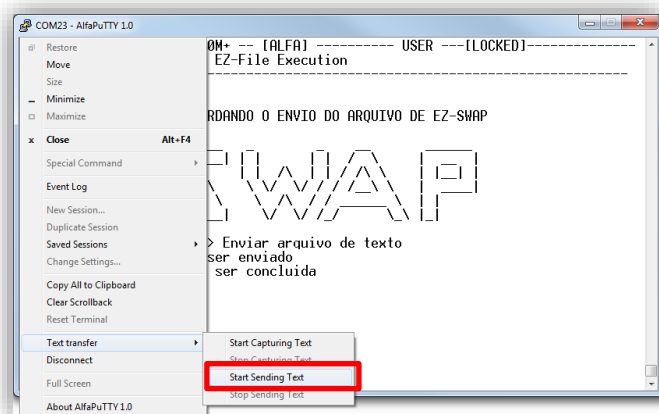 COM23 - AlfaPuTTY 1.0
Restore
Move
Size
Minimize
Maximize
Close Alt+F4
Special Command
Event Log
New Session...
Duplicate Session
Saved Sessions
Change Settings...
Copy All to Clipboard
Clear Scrollback
Reset Terminal
Text transfer
Disconnect
Full Screen
About AlfaPuTTY 1.0
0M+ -- [ALFA] ---------- USER ---[LOCKED]--------------
EZ-File Execution
RDANDO O ENVIO DO ARQUIVO DE EZ-SWAP
WAP
> Enviar arquivo de texto
ser enviado
ser concluida
Start Capturing Text
Stop Capturing Text
Start Sending Text
Stop Sending Text